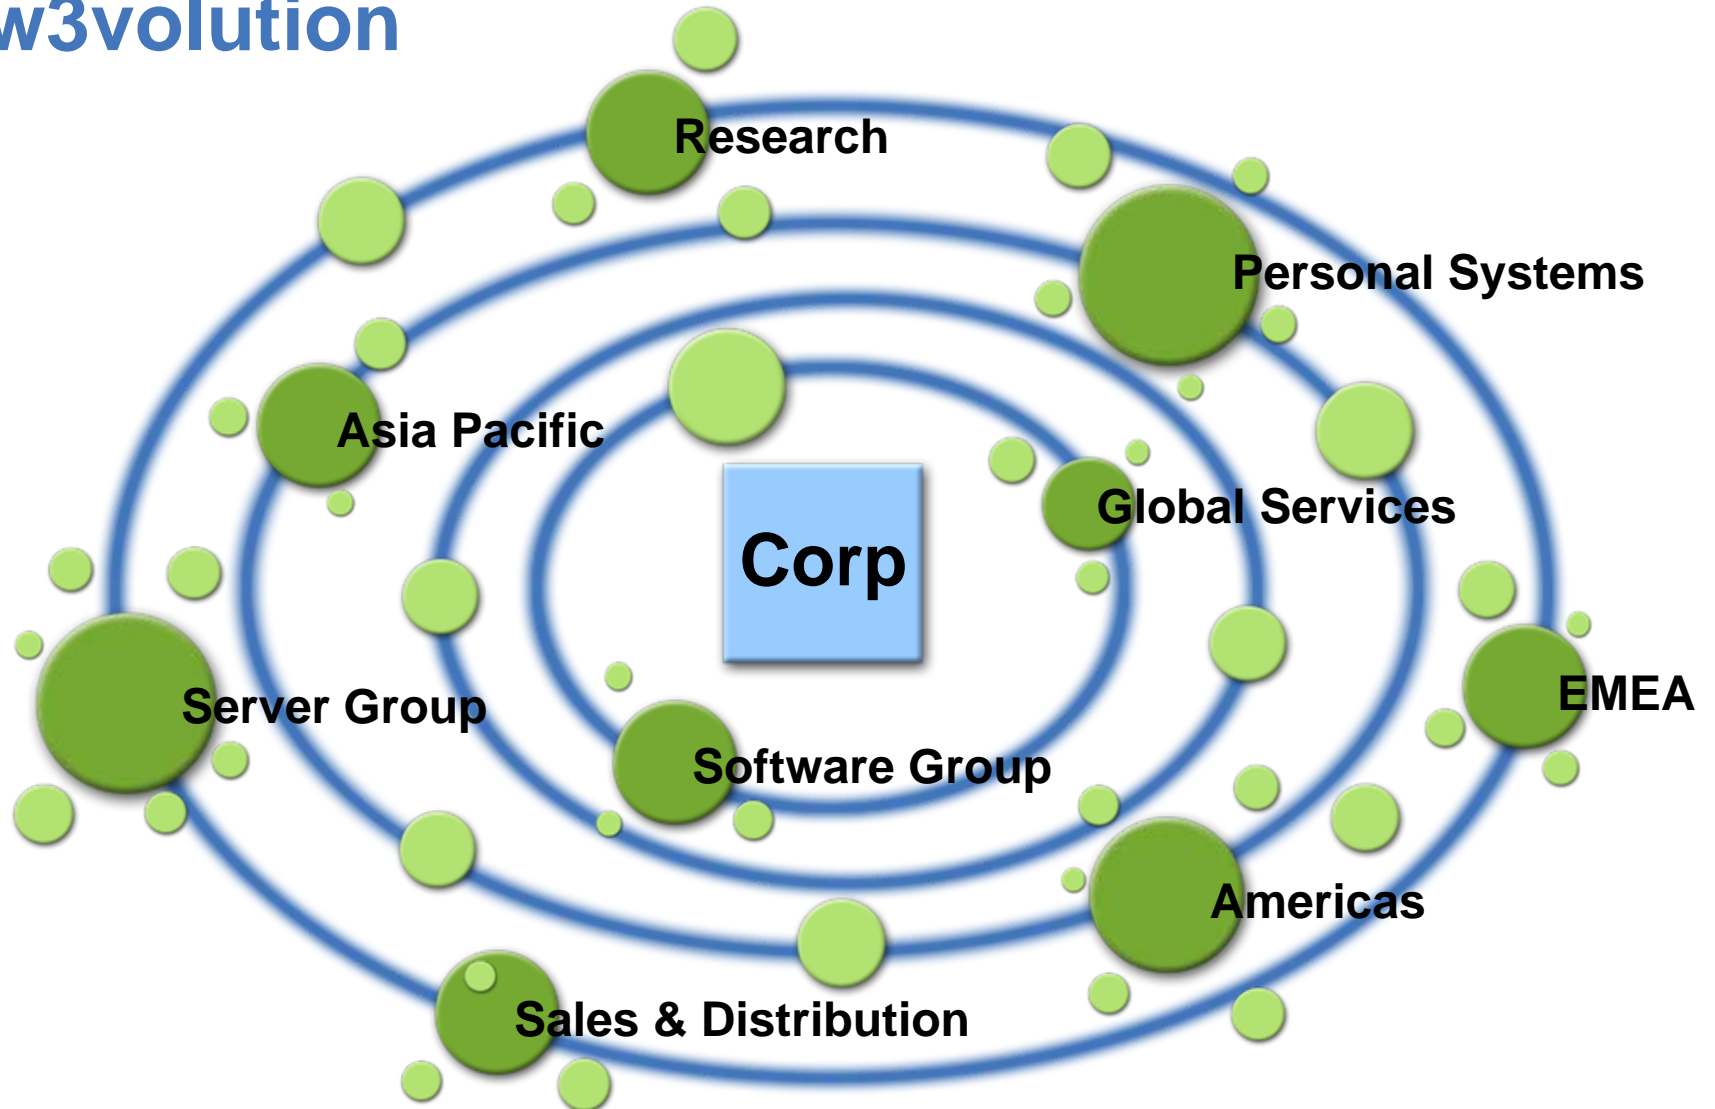 w3volution
Research
Personal Systems
Asia Pacific
Global Services
Corp
EMEA
Server Group
Software Group
Americas
Sales & Distribution